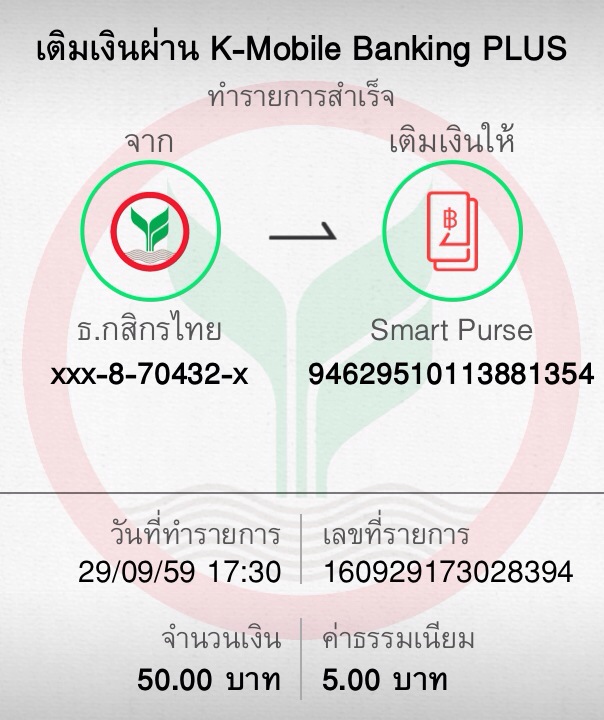 เติมเงินผ่าน K-Mobile Banking PLUS
ทำรายการสำเร็จ
จาก
เติมเงินให้
฿
ธ.กสิกรไทย
Smart Purse
xxx-8-70432-x
94629510113881354
วันที่ทำรายการ
เลขที่รายการ
29/09/59 17:30
160929173028394
จำนวนเงิน
ค่าธรรมเนียม
50.00 บาท
5.00 บาท